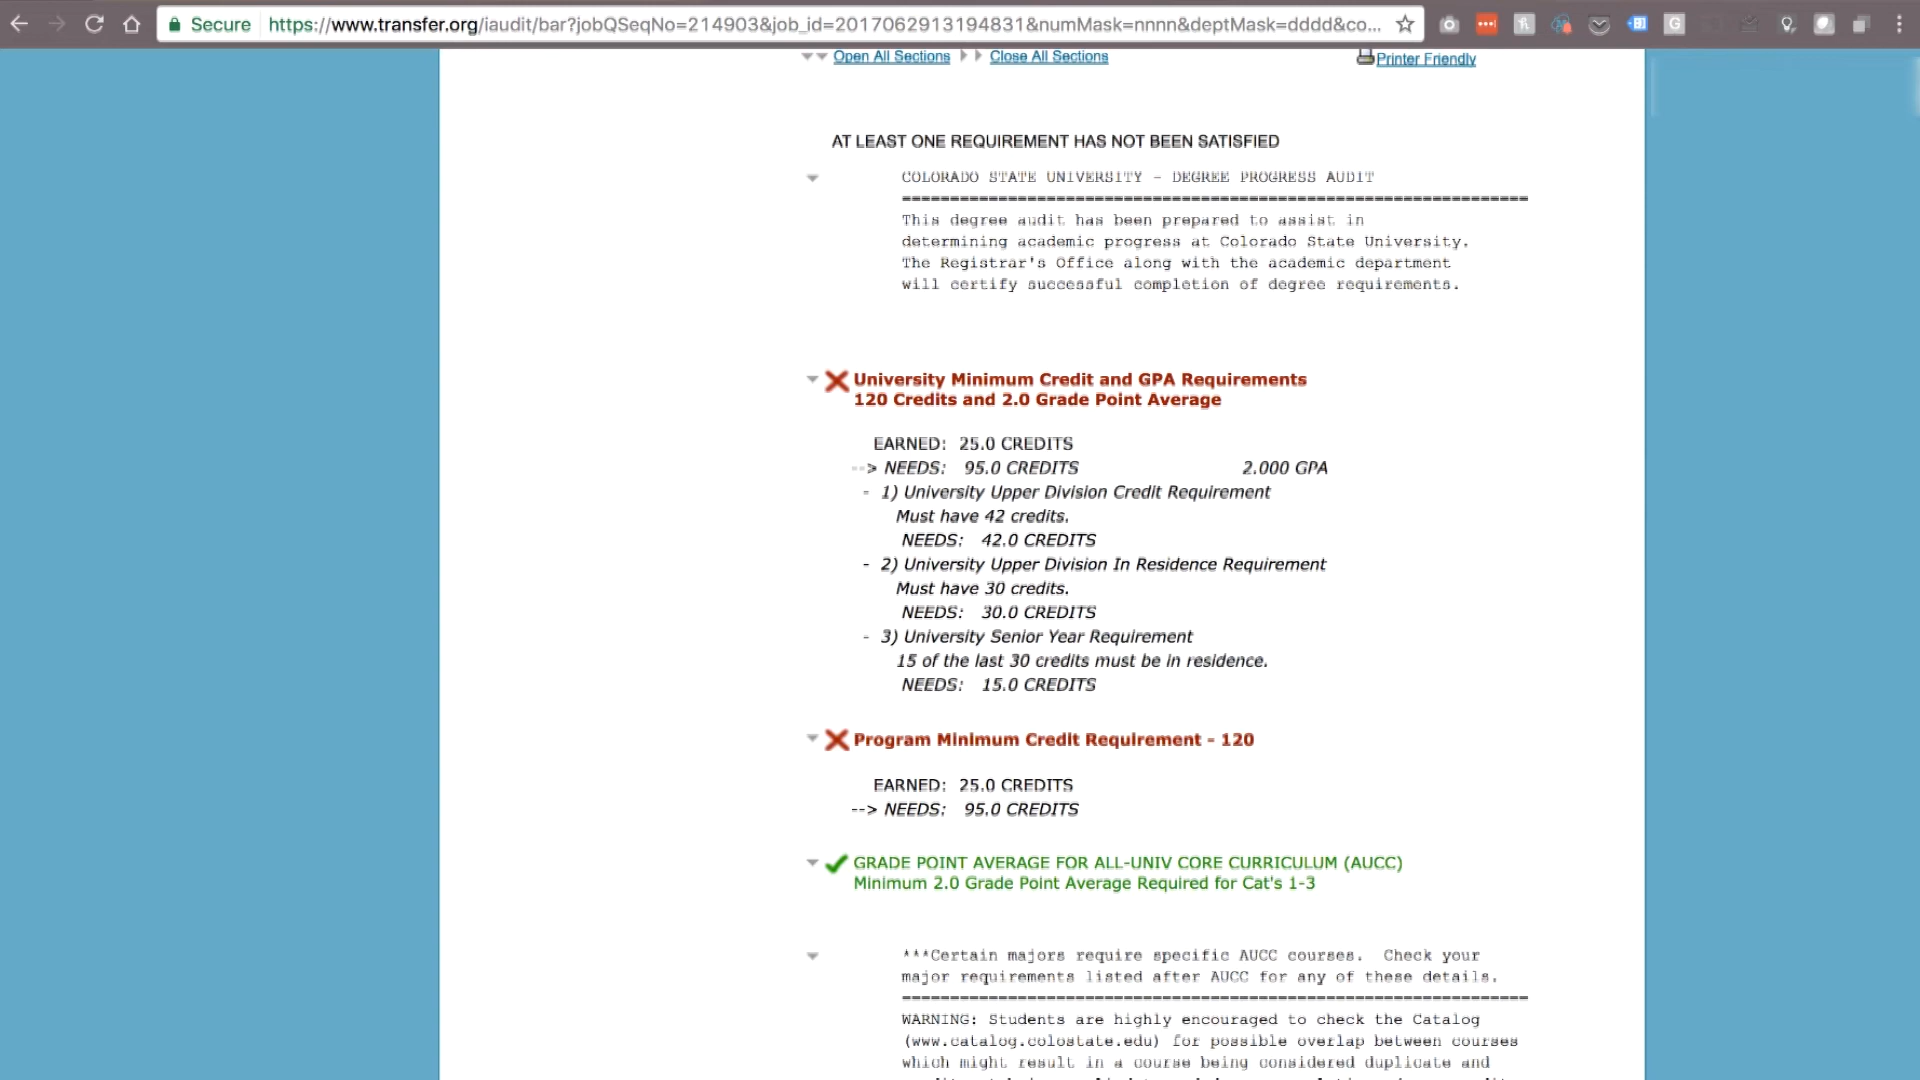 Secure https://www.transfer.org/iaudit/bar?jobQSeqNo=214903&job_id=2017062913194831&numMask=nnnn&deptMask=dddd&co...
Open All Sections Close All Sections Printer Friendly
AT LEAST ONE REQUIREMENT HAS NOT BEEN SATISFIED
COLORADO STATE UNIVERSITY - DEGREE PROGRESS AUDIT
=================================================================
This degree audit has been prepared to assist in
determining academic progress at Colorado State University.
The Registrar's Office along with the academic department
will certify successful completion of degree requirements.
University Minimum Credit and GPA Requirements
120 Credits and 2.0 Grade Point Average
EARNED: 25.0 CREDITS
--> NEEDS: 95.0 CREDITS 2.000 GPA
- 1) University Upper Division Credit Requirement
Must have 42 credits.
NEEDS: 42.0 CREDITS
- 2) University Upper Division In Residence Requirement
Must have 30 credits.
NEEDS: 30.0 CREDITS
- 3) University Senior Year Requirement
15 of the last 30 credits must be in residence.
NEEDS: 15.0 CREDITS
Program Minimum Credit Requirement - 120
EARNED: 25.0 CREDITS
--> NEEDS: 95.0 CREDITS
GRADE POINT AVERAGE FOR ALL-UNIV CORE CURRICULUM (AUCC)
Minimum 2.0 Grade Point Average Required for Cat's 1-3
***Certain majors require specific AUCC courses. Check your
major requirements listed after AUCC for any of these details.
=================================================================
WARNING: Students are highly encouraged to check the Catalog
(www.catalog.colostate.edu) for possible overlap between courses
which might result in a course being considered duplicate and